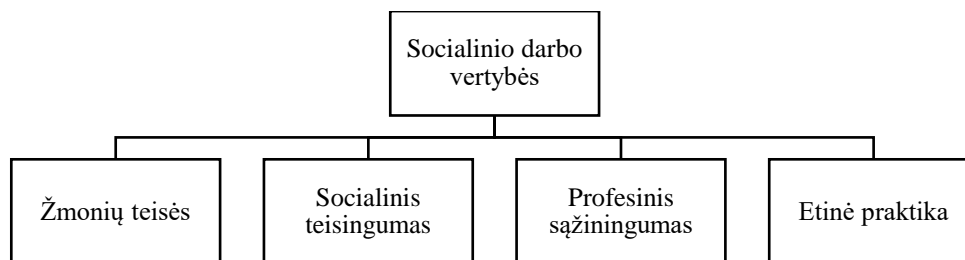 Socialinio darbo
vertybės
Žmonių teisės
Socialinis
teisingumas
Profesinis
sąžiningumas
Etinė praktika